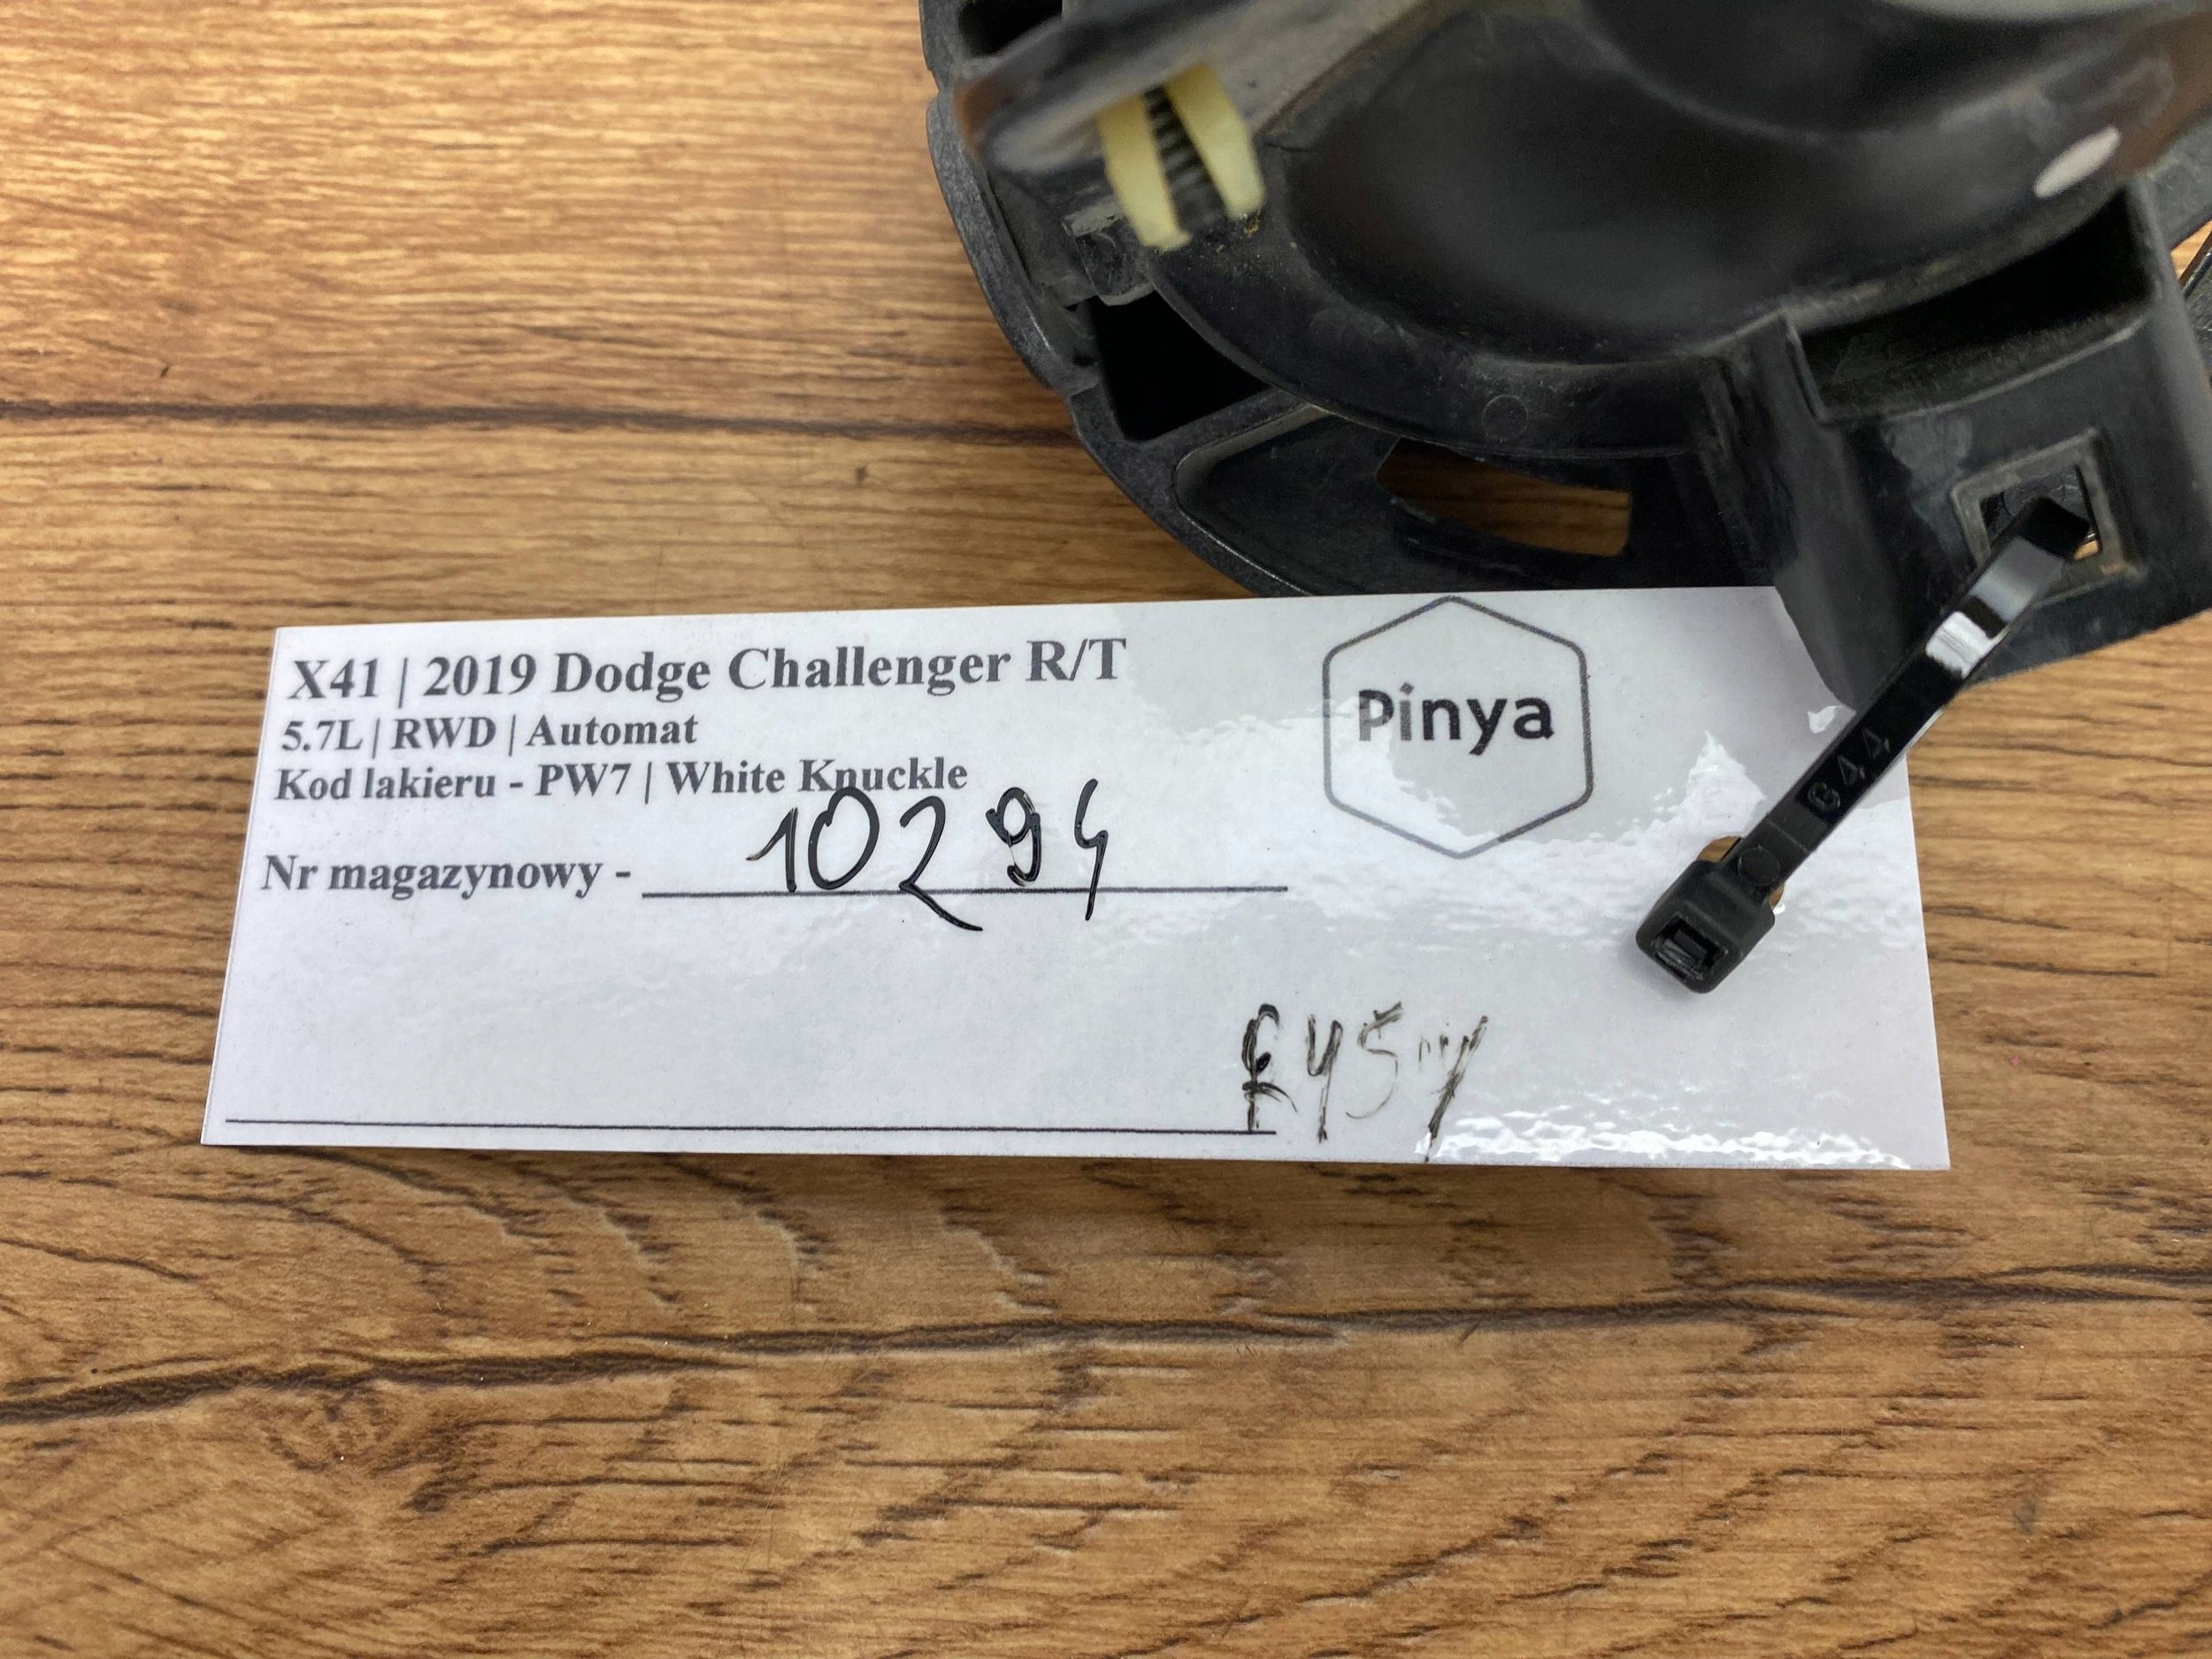 X41 | 2019 Dodge Challenger R/T
5.7L | RWD | Automat
Kod lakieru - PW7 | White Knuckle
Nr magazynowy - 10294
Pinya